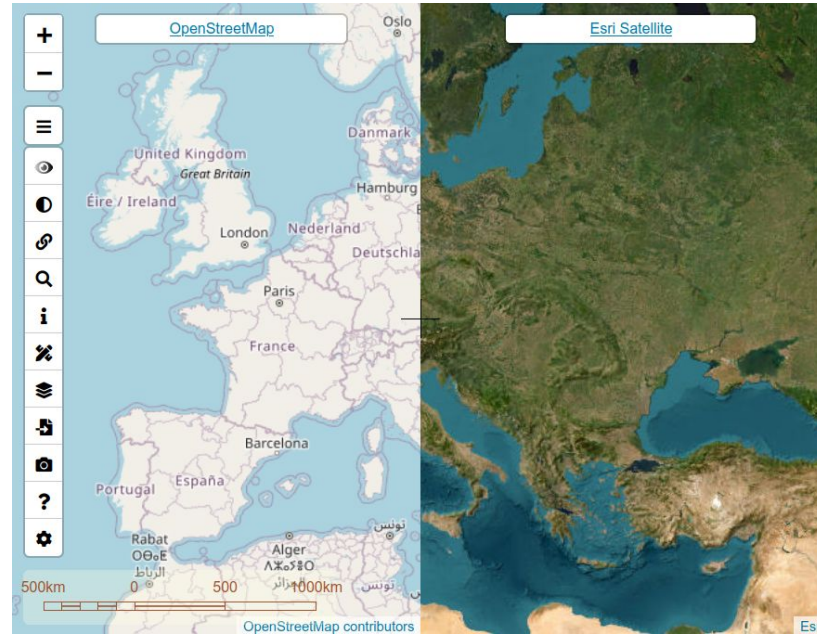 +
OpenStreetMap
Oslo
Esri Satellite
−
Danmark
United Kingdom
Great Britain
Hamburg
Éire / Ireland
Nederland
London
Deutschla
Paris
i
France
Barcelona
España
Portugal
?
تونس
Rabat
ⵔⴱⴰⵟ
الرباط
Alger
الجزائر
تونس
500km
0
500
1000km
OpenStreetMap contributors
Es